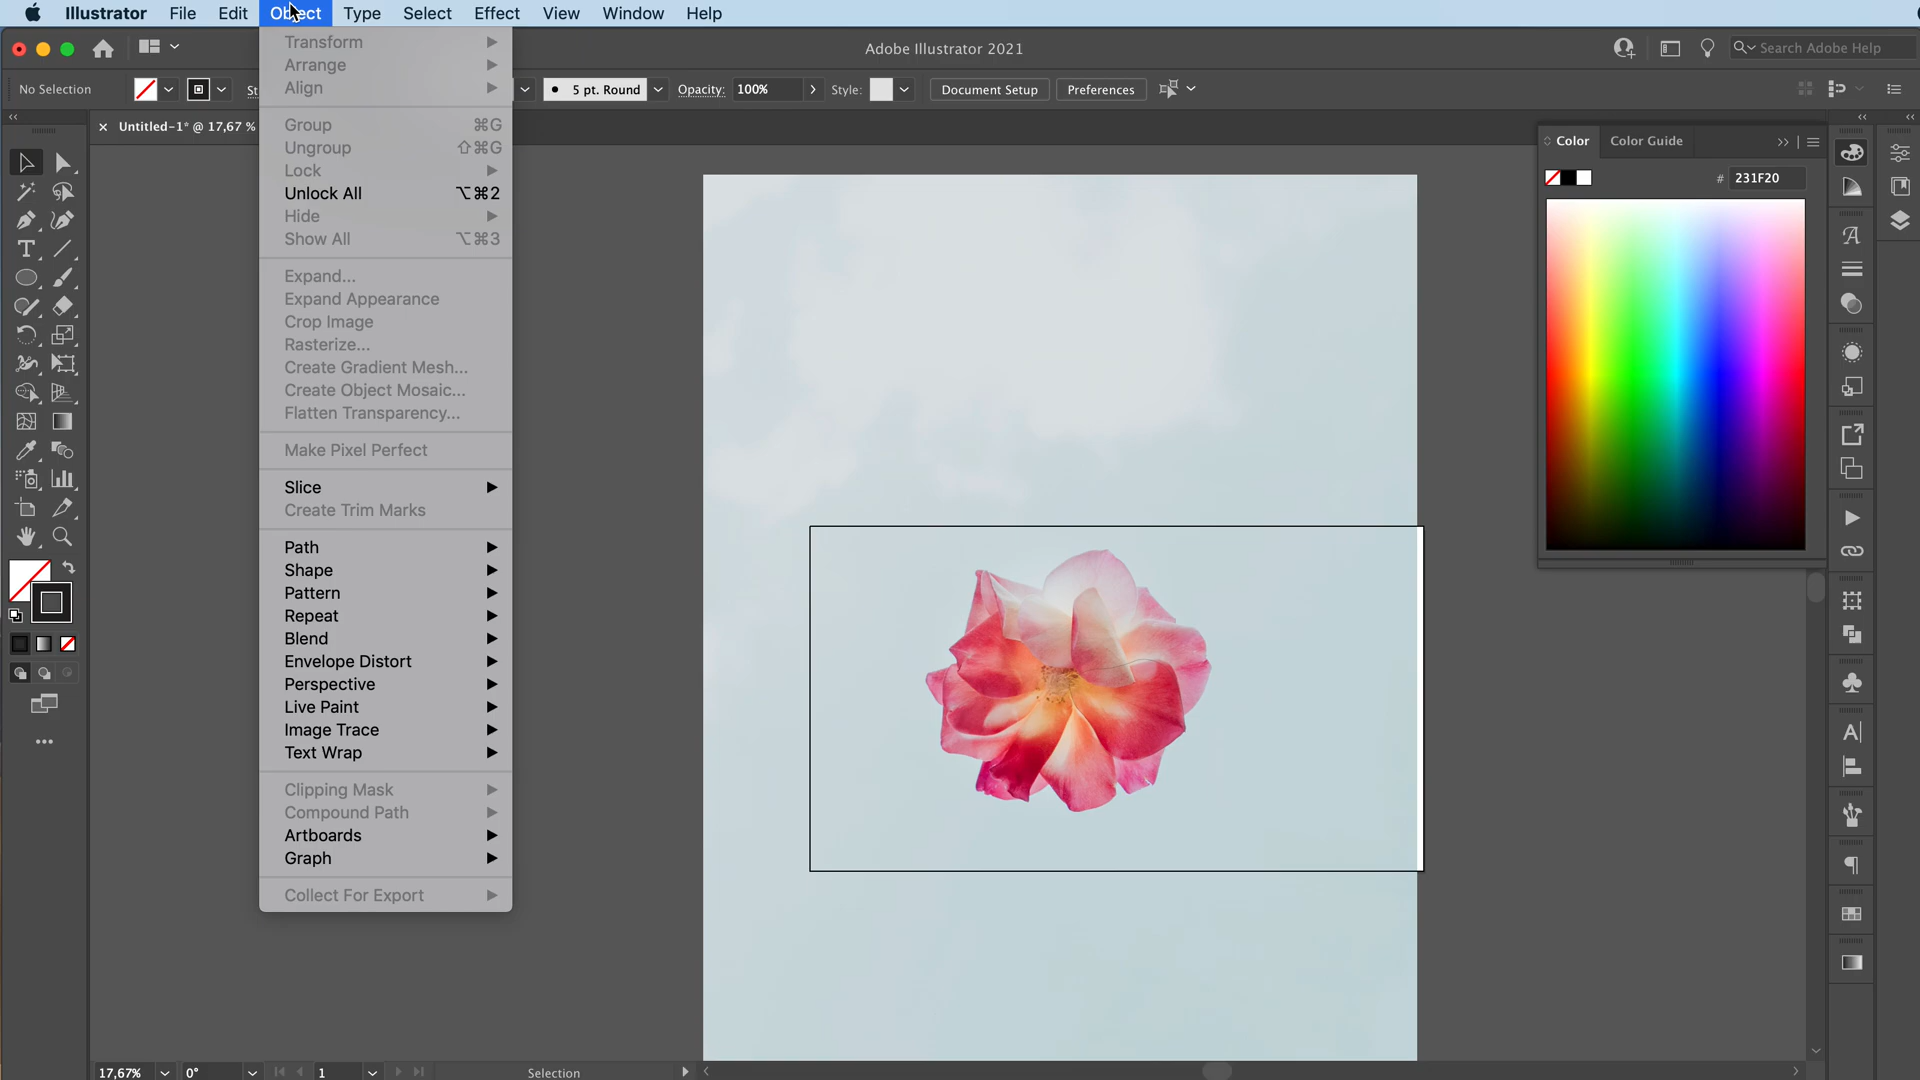 Illustrator File Edit Object Type Select Effect View Window Help
Adobe Illustrator 2021
Search Adobe Help
No Selection
St
5 pt. Round
Opacity: 100%
Style:
Document Setup
Preferences
Untitled-1* @ 17,67 %
Transform
Arrange
Align
Group ⌘G
Ungroup ⇧⌘G
Lock
Unlock All ⌥⌘2
Hide
Show All ⌥⌘3
Expand...
Expand Appearance
Crop Image
Rasterize...
Create Gradient Mesh...
Create Object Mosaic...
Flatten Transparency...
Make Pixel Perfect
Slice
Create Trim Marks
Path
Shape
Pattern
Repeat
Blend
Envelope Distort
Perspective
Live Paint
Image Trace
Text Wrap
Clipping Mask
Compound Path
Artboards
Graph
Collect For Export
Color Color Guide
# 231F20
17,67% 0° 1 Selection